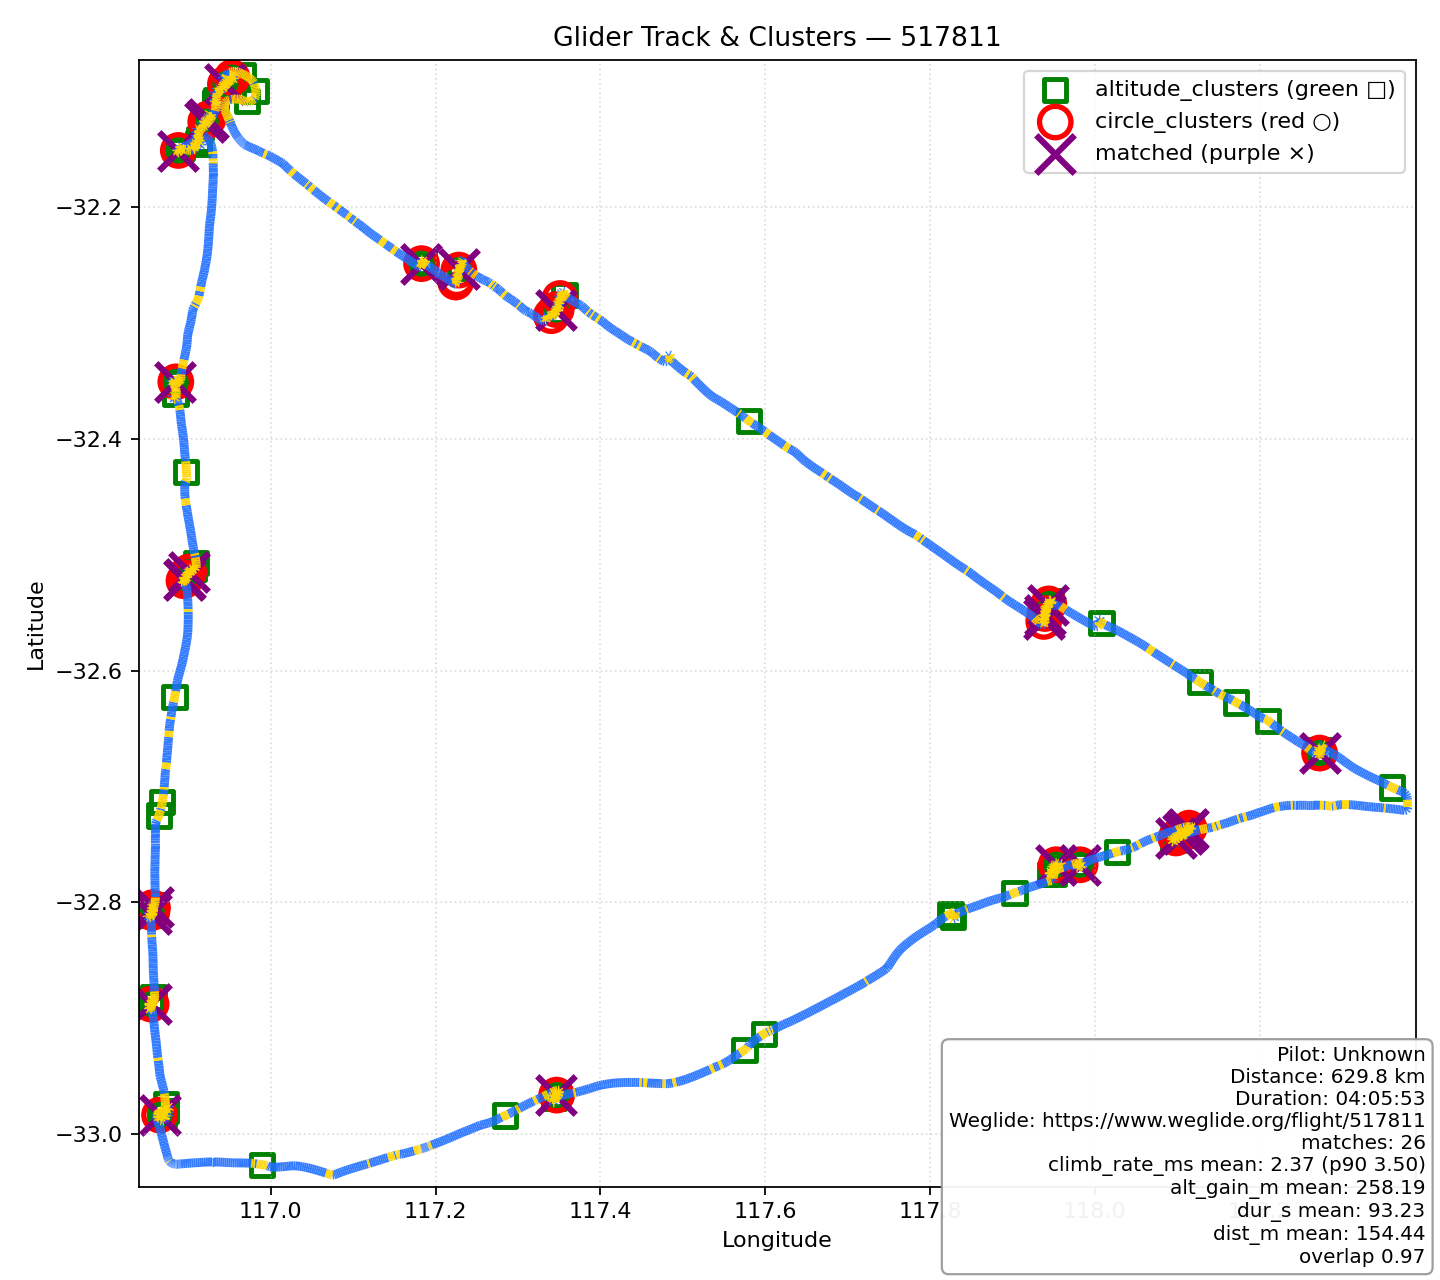 Glider Track & Clusters — 517811
altitude_clusters (green □)
circle_clusters (red ○)
matched (purple ×)
Latitude
−32.2
−32.4
−32.6
−32.8
−33.0
117.0
117.2
117.4
117.6
117.8
118.0
Longitude
Pilot: Unknown
Distance: 629.8 km
Duration: 04:05:53
Weglide: https://www.weglide.org/flight/517811
matches: 26
climb_rate_ms mean: 2.37 (p90 3.50)
alt_gain_m mean: 258.19
dur_s mean: 93.23
dist_m mean: 154.44
overlap 0.97